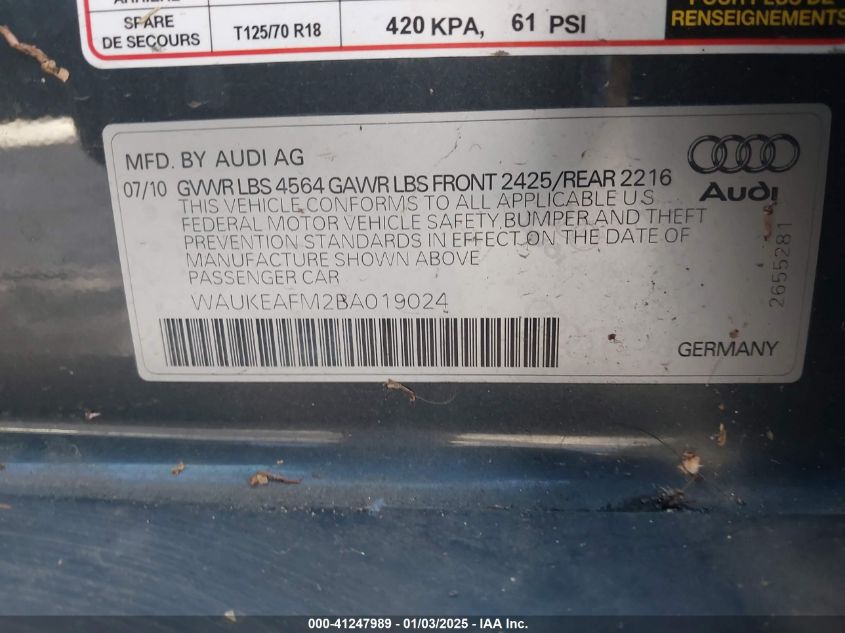 SPARE
DE SECOURS
T125/70 R18
420 KPA, 61 PSI
RENSEIGNEMENTS
MFD. BY AUDI AG
07/10 GVWR LBS 4564 GAWR LBS FRONT 2425/REAR 2216
THIS VEHICLE CONFORMS TO ALL APPLICABLE U.S
FEDERAL MOTOR VEHICLE SAFETY, BUMPER AND THEFT
PREVENTION STANDARDS IN EFFECT ON THE DATE OF
MANUFACTURE SHOWN ABOVE
PASSENGER CAR
WAUKEAFM2BA019024
Audi
2655281
GERMANY
000-41247989 - 01/03/2025 - IAA Inc.